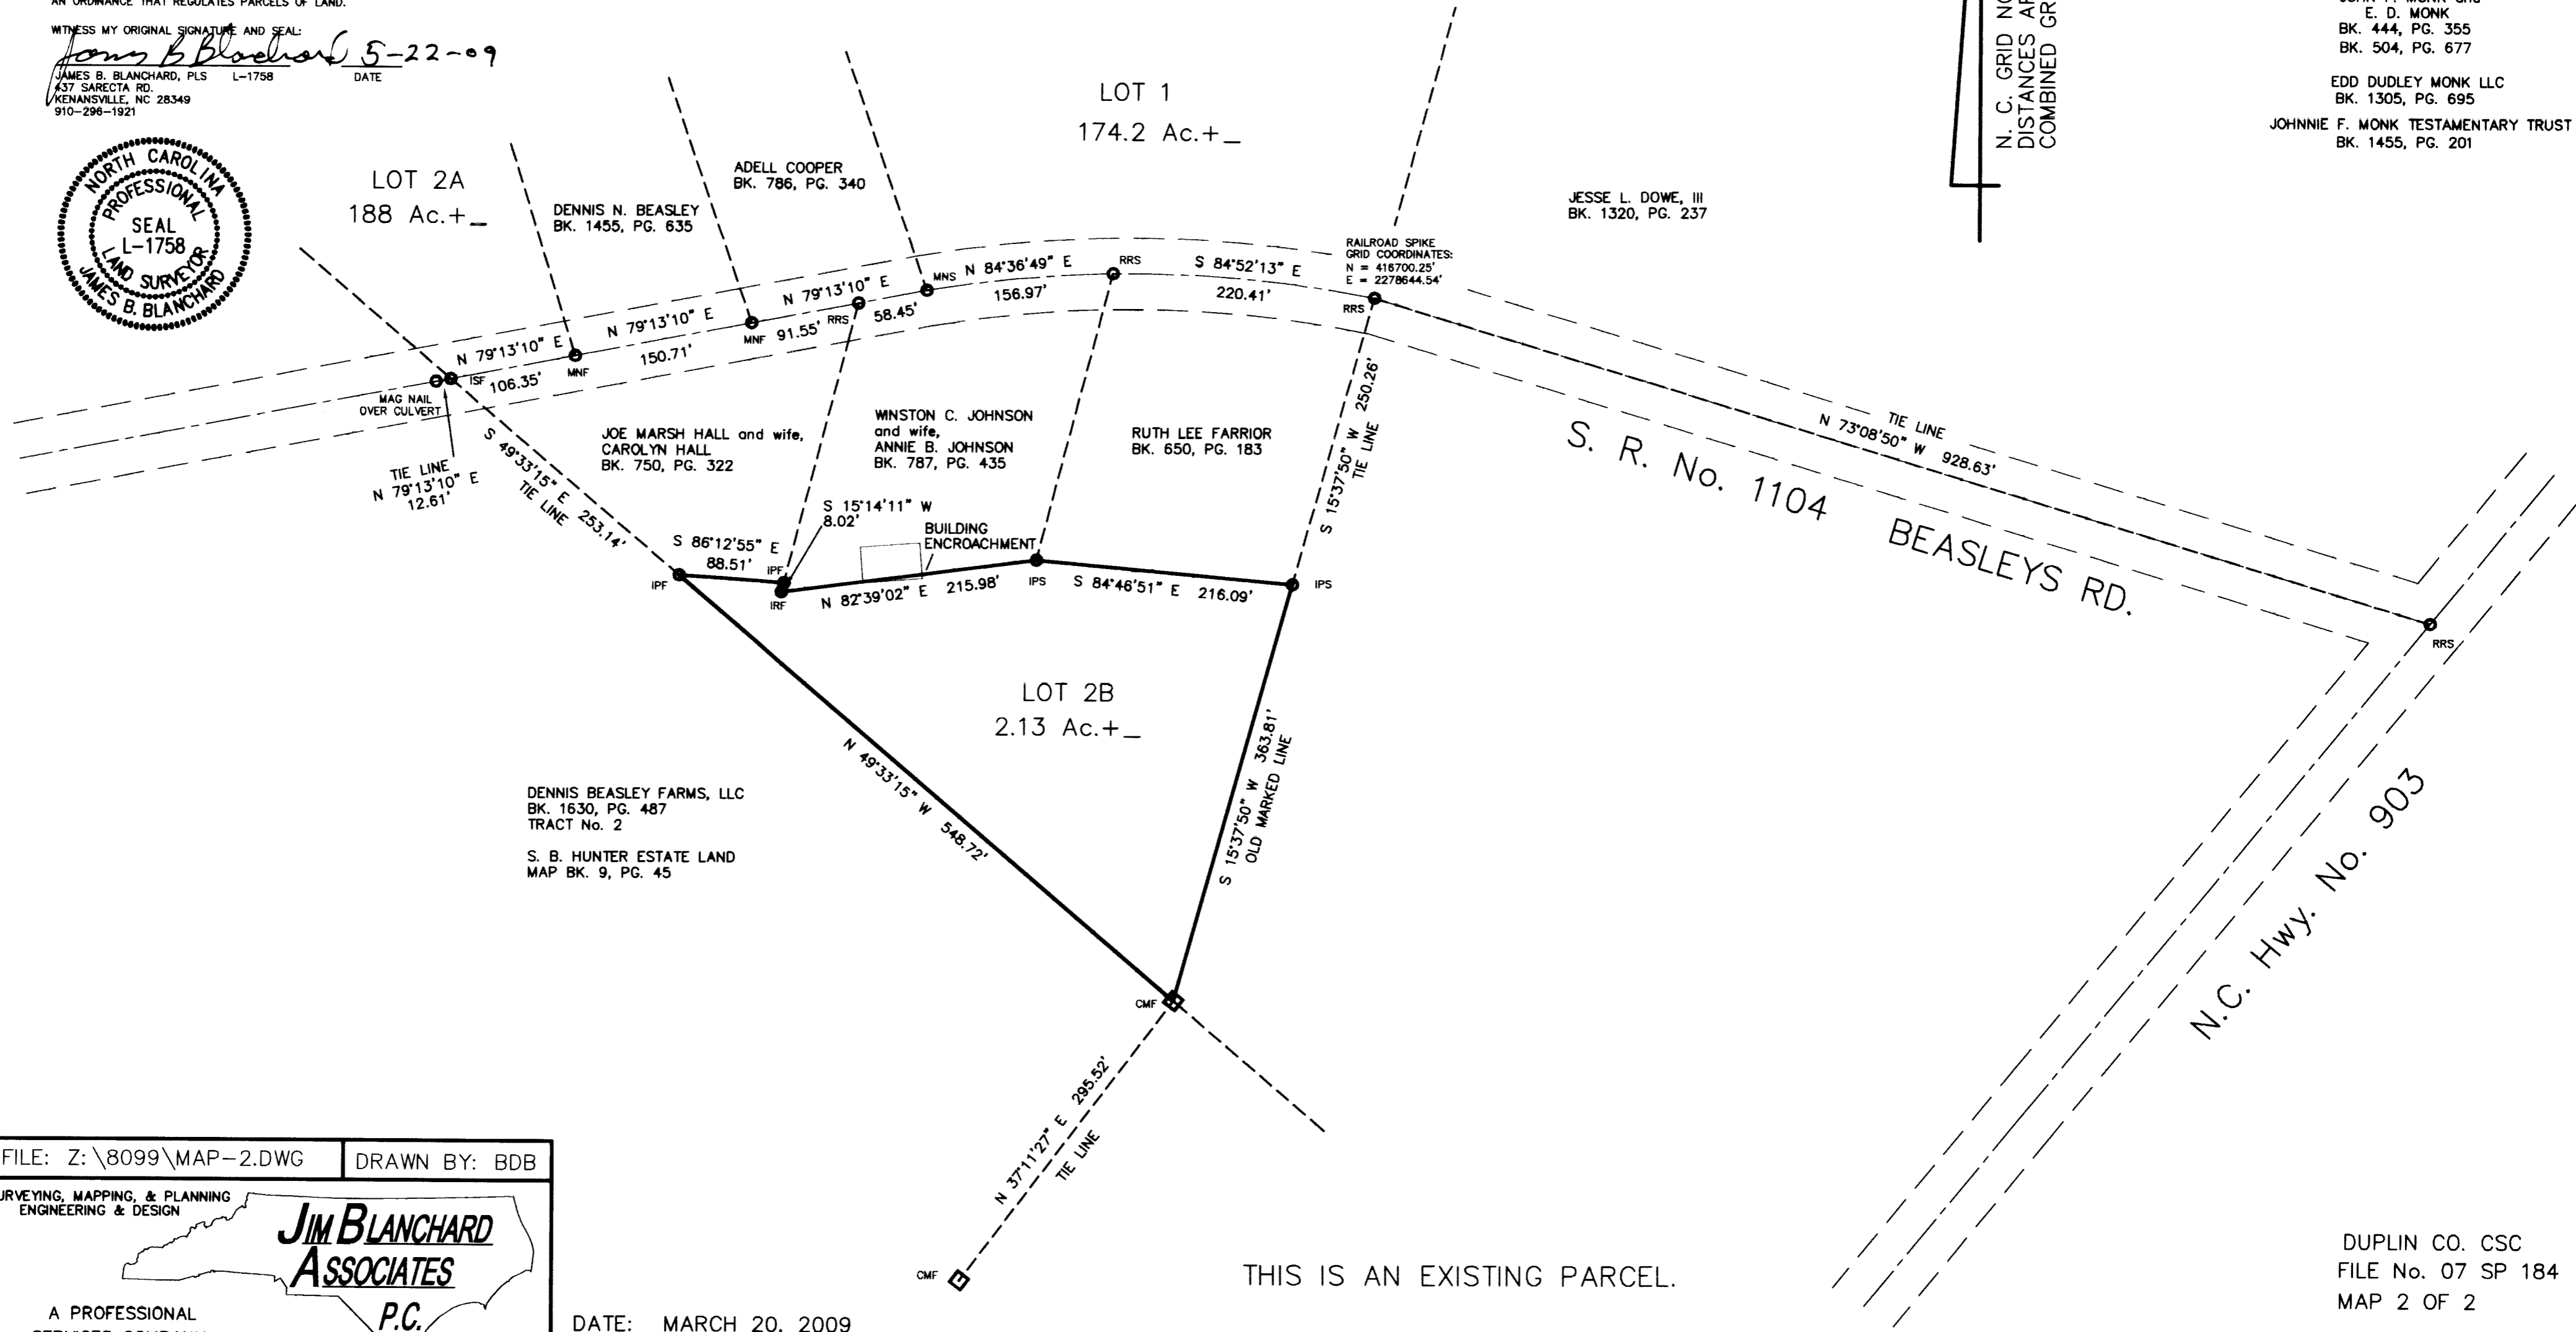 AN ORDINANCE THAT REGULATES PARCELS OF LAND.
WITNESS MY ORIGINAL SIGNATURE AND SEAL:
5-22-09
JAMES B. BLANCHARD, PLS L-1758 DATE
437 SARECTA RD.
KENANSVILLE, NC 28349
910-296-1921
NORTH CAROLINA
PROFESSIONAL
SEAL
L-1758
LAND SURVEYOR
JAMES B. BLANCHARD
LOT 2A
188 Ac.+_
DENNIS N. BEASLEY
BK. 1455, PG. 635
ADELL COOPER
BK. 786, PG. 340
LOT 1
174.2 Ac.+_
JESSE L. DOWE, III
BK. 1320, PG. 237
N. C. GRID
DISTANCES
COMBINED
E. D. MONK
BK. 444, PG. 355
BK. 504, PG. 677
EDD DUDLEY MONK LLC
BK. 1305, PG. 695
JOHNNIE F. MONK TESTAMENTARY TRUST
BK. 1455, PG. 201
RAILROAD SPIKE
GRID COORDINATES:
N = 416700.25'
E = 2278644.54'
RRS
N 79°13'10" E
106.35'
ISF
MNF
N 79°13'10" E
150.71'
MNF
N 79°13'10" E
91.55'
RRS
58.45'
MNS
N 84°36'49" E
156.97'
RRS
S 84°52'13" E
220.41'
MAG NAIL
OVER CULVERT
TIE LINE
N 79°13'10" E
12.61'
S 49°33'15" E 253.14'
TIE LINE
JOE MARSH HALL and wife,
CAROLYN HALL
BK. 750, PG. 322
WINSTON C. JOHNSON
and wife,
ANNIE B. JOHNSON
BK. 787, PG. 435
RUTH LEE FARRIOR
BK. 650, PG. 183
S 15°37'50" W 250.26'
TIE LINE
TIE LINE
N 73°08'50" W 928.63'
S. R. No. 1104 BEASLEYS RD.
RRS
S 15°14'11" W
8.02'
BUILDING
ENCROACHMENT
S 86°12'55" E
88.51'
IPF
IPF
IRF
N 82°39'02" E 215.98'
IPS
S 84°46'51" E 216.09'
IPS
LOT 2B
2.13 Ac.+_
N 49°33'15" W 548.72'
S 15°37'50" W 363.81'
OLD MARKED LINE
DENNIS BEASLEY FARMS, LLC
BK. 1630, PG. 487
TRACT No. 2
S. B. HUNTER ESTATE LAND
MAP BK. 9, PG. 45
N.C. Hwy. No. 903
CMF
N 37°11'27" E 295.52'
TIE LINE
CMF
FILE: Z:\8099\MAP-2.DWG DRAWN BY: BDB
URVEYING, MAPPING, & PLANNING
ENGINEERING & DESIGN
JIM BLANCHARD
ASSOCIATES
P.C.
A PROFESSIONAL
DATE: MARCH 20, 2009
THIS IS AN EXISTING PARCEL.
DUPLIN CO. CSC
FILE No. 07 SP 184
MAP 2 OF 2